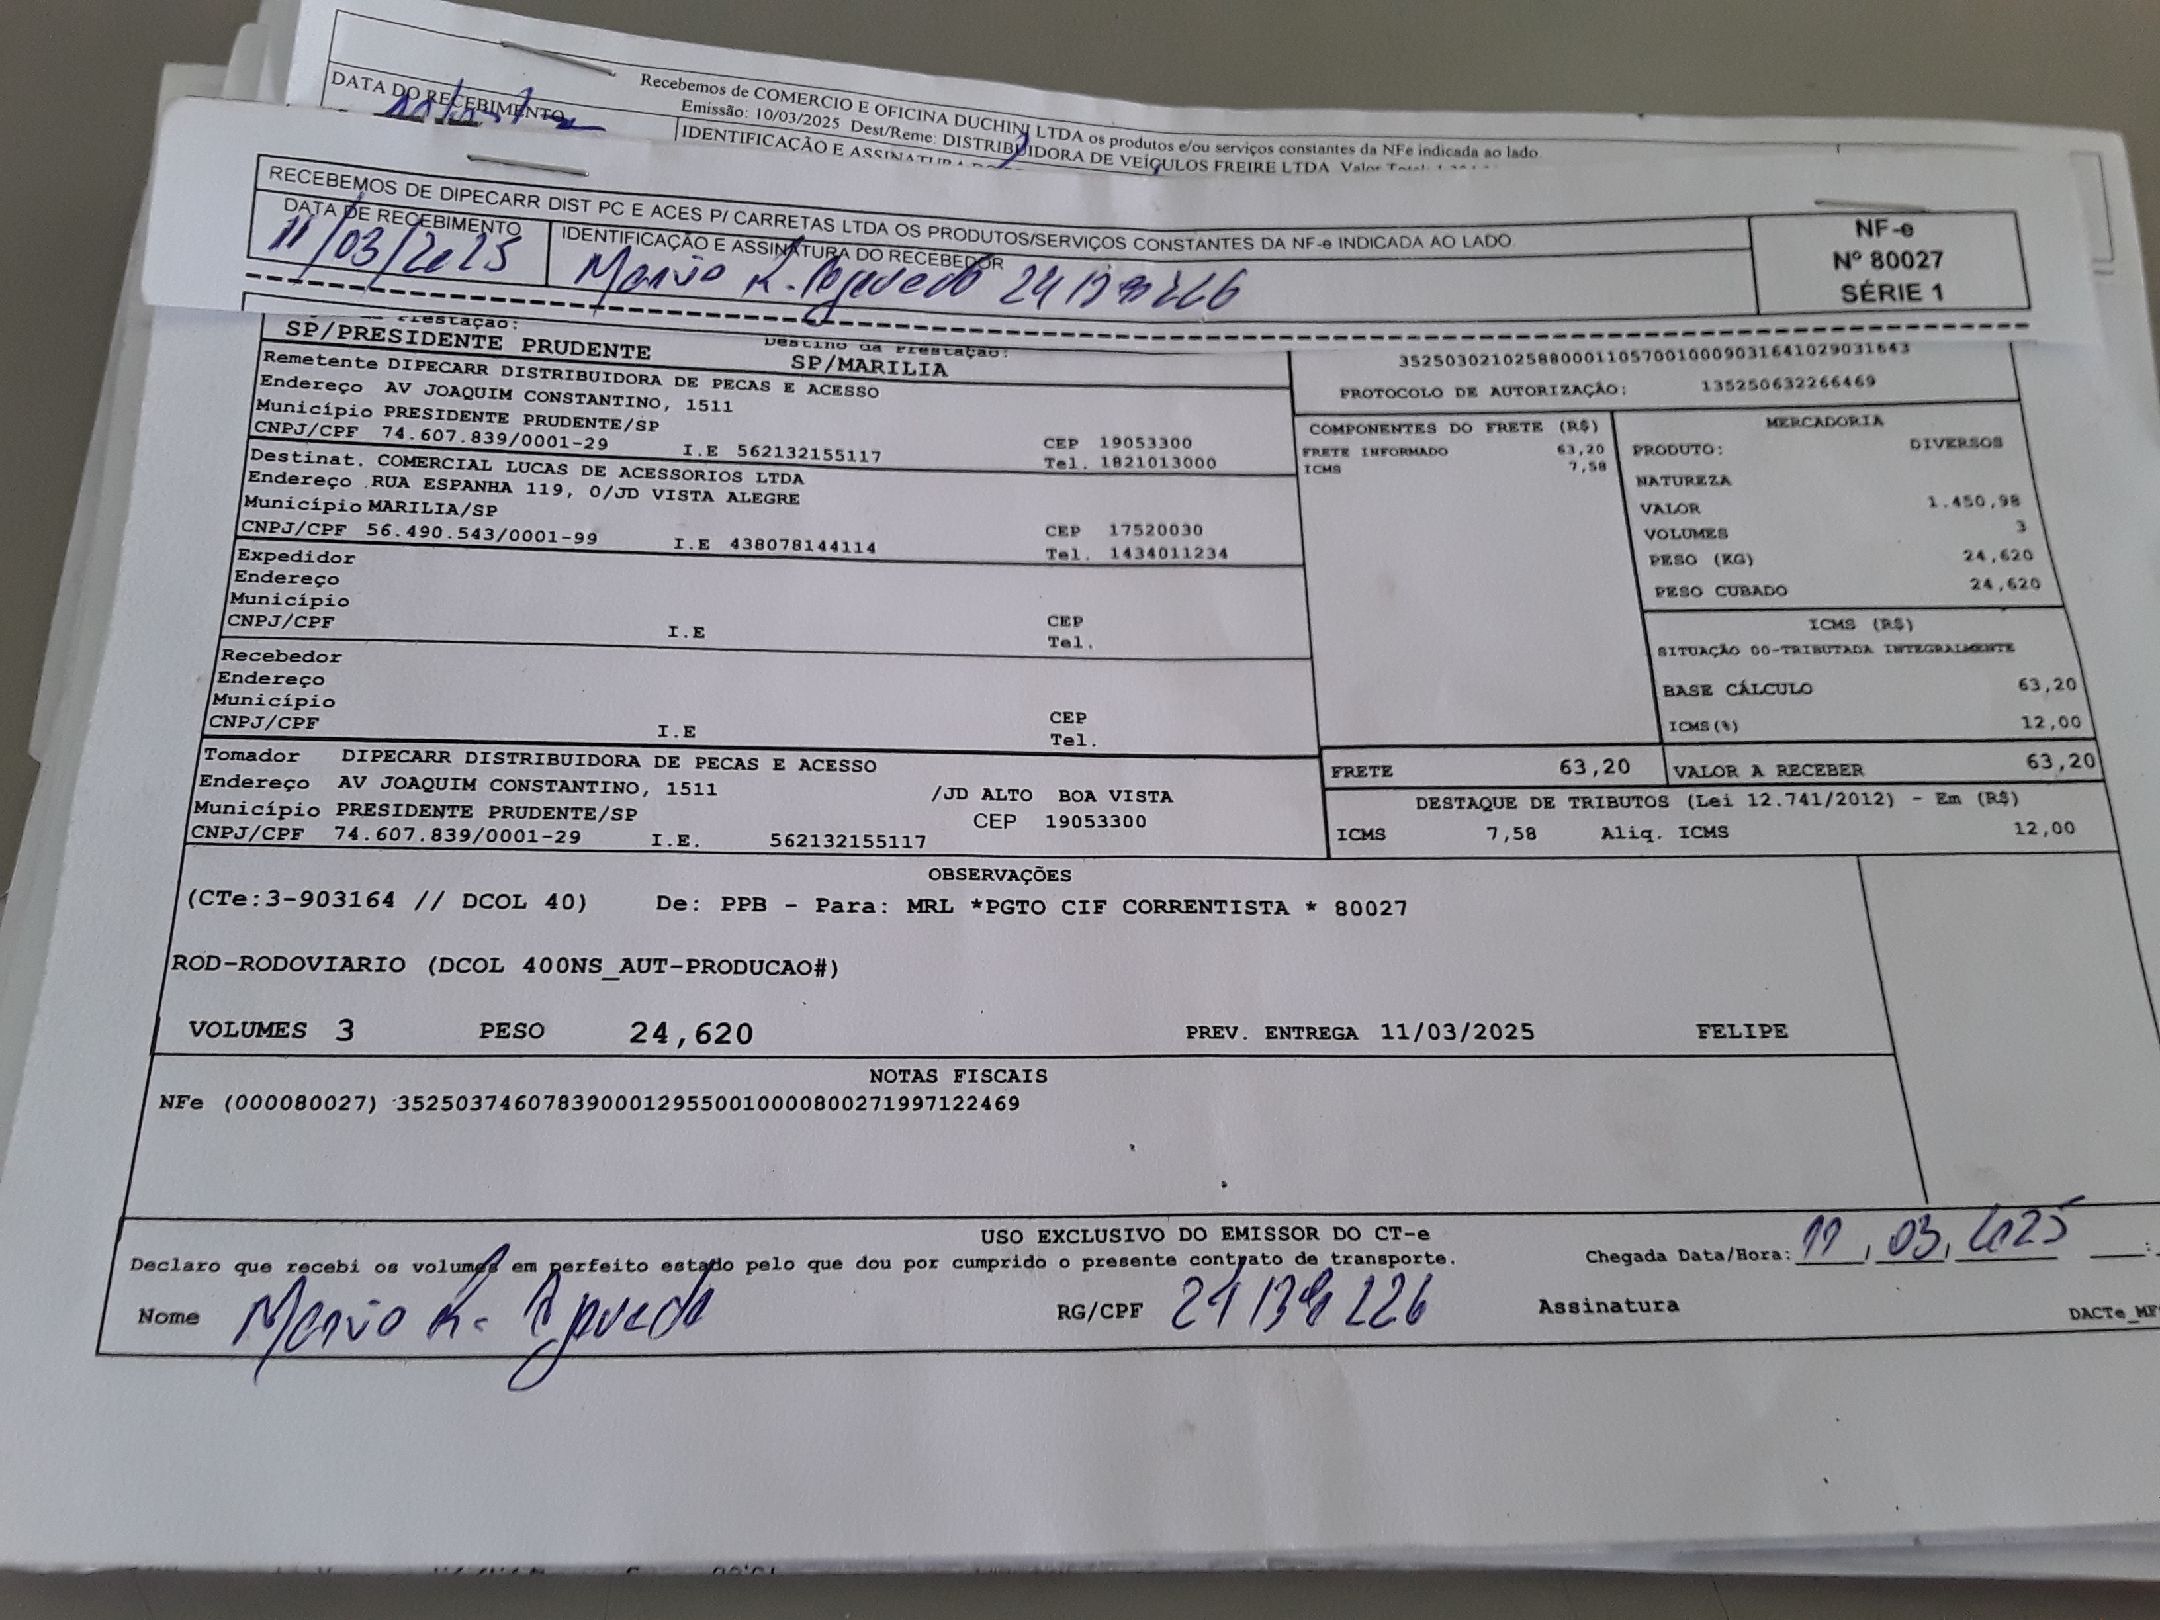 Recebemos de COMERCIO E OFICINA DUCHINI LTDA os produtos e/ou serviços constantes da NFe indicada ao lado
Emissão: 10/03/2025 Dest/Reme: DISTRIBUIDORA DE VEÍCULOS FREIRE LTDA Valor Total:
DATA DO RECEBIMENTO
IDENTIFICAÇÃO E ASSINATURA
RECEBEMOS DE DIPECARR DIST PC E ACES P/ CARRETAS LTDA OS PRODUTOS/SERVIÇOS CONSTANTES DA NF-e INDICADA AO LADO
DATA DE RECEBIMENTO
11/03/2025
IDENTIFICAÇÃO E ASSINATURA DO RECEBEDOR
NF-e
Nº 80027
SÉRIE 1
Prestação:
SP/PRESIDENTE PRUDENTE
Destino da Prestação:
SP/MARILIA
35250302102588000110570010009031641029031643
PROTOCOLO DE AUTORIZAÇÃO: 135250632266469
Remetente DIPECARR DISTRIBUIDORA DE PECAS E ACESSO
Endereço AV JOAQUIM CONSTANTINO, 1511
Município PRESIDENTE PRUDENTE/SP
CEP 19053300
CNPJ/CPF 74.607.839/0001-29 I.E 562132155117 Tel. 1821013000
Destinat. COMERCIAL LUCAS DE ACESSORIOS LTDA
Endereço RUA ESPANHA 119, 0/JD VISTA ALEGRE
Município MARILIA/SP CEP 17520030
CNPJ/CPF 56.490.543/0001-99 I.E 438078144114 Tel. 1434011234
Expedidor
Endereço
Município CEP
CNPJ/CPF I.E Tel.
Recebedor
Endereço
Município CEP
CNPJ/CPF I.E Tel.
Tomador DIPECARR DISTRIBUIDORA DE PECAS E ACESSO
Endereço AV JOAQUIM CONSTANTINO, 1511 /JD ALTO BOA VISTA
Município PRESIDENTE PRUDENTE/SP CEP 19053300
CNPJ/CPF 74.607.839/0001-29 I.E. 562132155117
COMPONENTES DO FRETE (R$)
FRETE INFORMADO 63,20
ICMS 7,58
MERCADORIA
PRODUTO: DIVERSOS
NATUREZA
VALOR 1.450,98
VOLUMES 3
PESO (KG) 24,620
PESO CUBADO 24,620
ICMS (R$)
SITUAÇÃO 00-TRIBUTADA INTEGRALMENTE
BASE CÁLCULO 63,20
ICMS(%) 12,00
FRETE 63,20 VALOR A RECEBER 63,20
DESTAQUE DE TRIBUTOS (Lei 12.741/2012) - Em (R$)
ICMS 7,58 Aliq. ICMS 12,00
OBSERVAÇÕES
(CTe:3-903164 // DCOL 40) De: PPB - Para: MRL *PGTO CIF CORRENTISTA * 80027
ROD-RODOVIARIO (DCOL 400NS_AUT-PRODUCAO#)
VOLUMES 3 PESO 24,620 PREV. ENTREGA 11/03/2025 FELIPE
NOTAS FISCAIS
NFe (000080027) 35250374607839000129550010000800271997122469
USO EXCLUSIVO DO EMISSOR DO CT-e
Declaro que recebi os volumes em perfeito estado pelo que dou por cumprido o presente contrato de transporte. Chegada Data/Hora: 11, 03, 2025 :
Nome RG/CPF Assinatura DACTe_MF